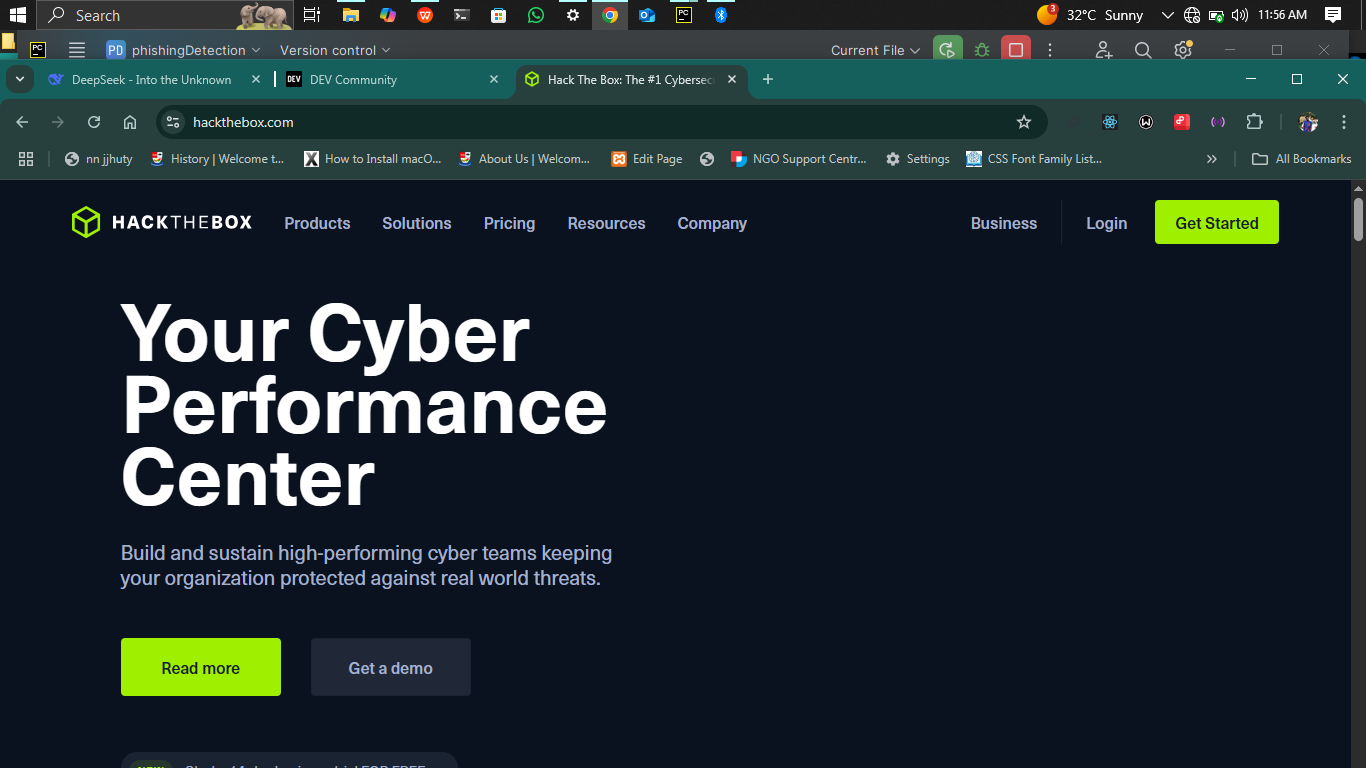 Search
3
32°C Sunny
11:56 AM
PC
PD phishingDetection
Version control
Current File
DeepSeek - Into the Unknown
DEV
DEV Community
Hack The Box: The #1 Cybersec
hackthebox.com
nn jjhuty
History | Welcome t...
How to Install macO...
About Us | Welcom...
Edit Page
NGO Support Centr...
Settings
CSS Font Family List...
All Bookmarks
HACKTHEBOX
Products
Solutions
Pricing
Resources
Company
Business
Login
Get Started
Your Cyber
Performance
Center
Build and sustain high-performing cyber teams keeping
your organization protected against real world threats.
Read more
Get a demo